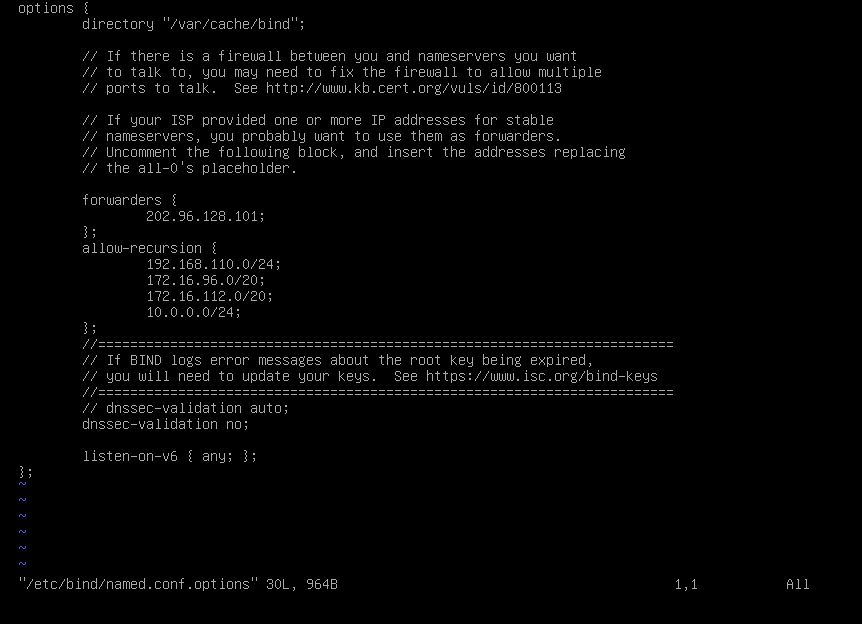 options {
directory "/var/cache/bind";
// If there is a firewall between you and nameservers you want
// to talk to, you may need to fix the firewall to allow multiple
// ports to talk.  See http://www.kb.cert.org/vuls/id/800113
// If your ISP provided one or more IP addresses for stable
// nameservers, you probably want to use them as forwarders.
// Uncomment the following block, and insert the addresses replacing
// the all-0's placeholder.
forwarders {
202.96.128.101;
};
allow-recursion {
192.168.110.0/24;
172.16.96.0/20;
172.16.112.0/20;
10.0.0.0/24;
};
//========================================================================
// If BIND logs error messages about the root key being expired,
// you will need to update your keys.  See https://www.isc.org/bind-keys
//========================================================================
// dnssec-validation auto;
dnssec-validation no;
listen-on-v6 { any; };
};
~
~
~
~
~
~
"/etc/bind/named.conf.options" 30L, 964B 1,1 All